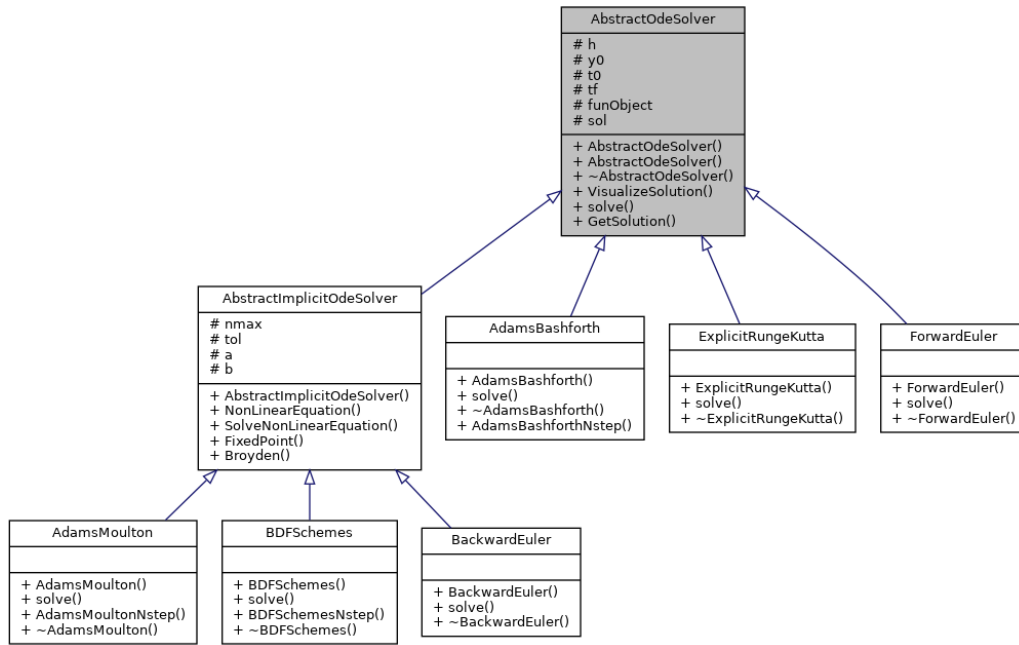 AbstractOdeSolver
# h
# y0
# t0
# tf
# funObject
# sol
+ AbstractOdeSolver()
+ AbstractOdeSolver()
+ ~AbstractOdeSolver()
+ VisualizeSolution()
+ solve()
+ GetSolution()
AbstractImplicitOdeSolver
# nmax
# tol
# a
# b
+ AbstractImplicitOdeSolver()
+ NonLinearEquation()
+ SolveNonLinearEquation()
+ FixedPoint()
+ Broyden()
AdamsBashforth
+ AdamsBashforth()
+ solve()
+ ~AdamsBashforth()
+ AdamsBashforthNstep()
ExplicitRungeKutta
+ ExplicitRungeKutta()
+ solve()
+ ~ExplicitRungeKutta()
ForwardEuler
+ ForwardEuler()
+ solve()
+ ~ForwardEuler()
AdamsMoulton
+ AdamsMoulton()
+ solve()
+ AdamsMoultonNstep()
+ ~AdamsMoulton()
BDFSchemes
+ BDFSchemes()
+ solve()
+ BDFSchemesNstep()
+ ~BDFSchemes()
BackwardEuler
+ BackwardEuler()
+ solve()
+ ~BackwardEuler()